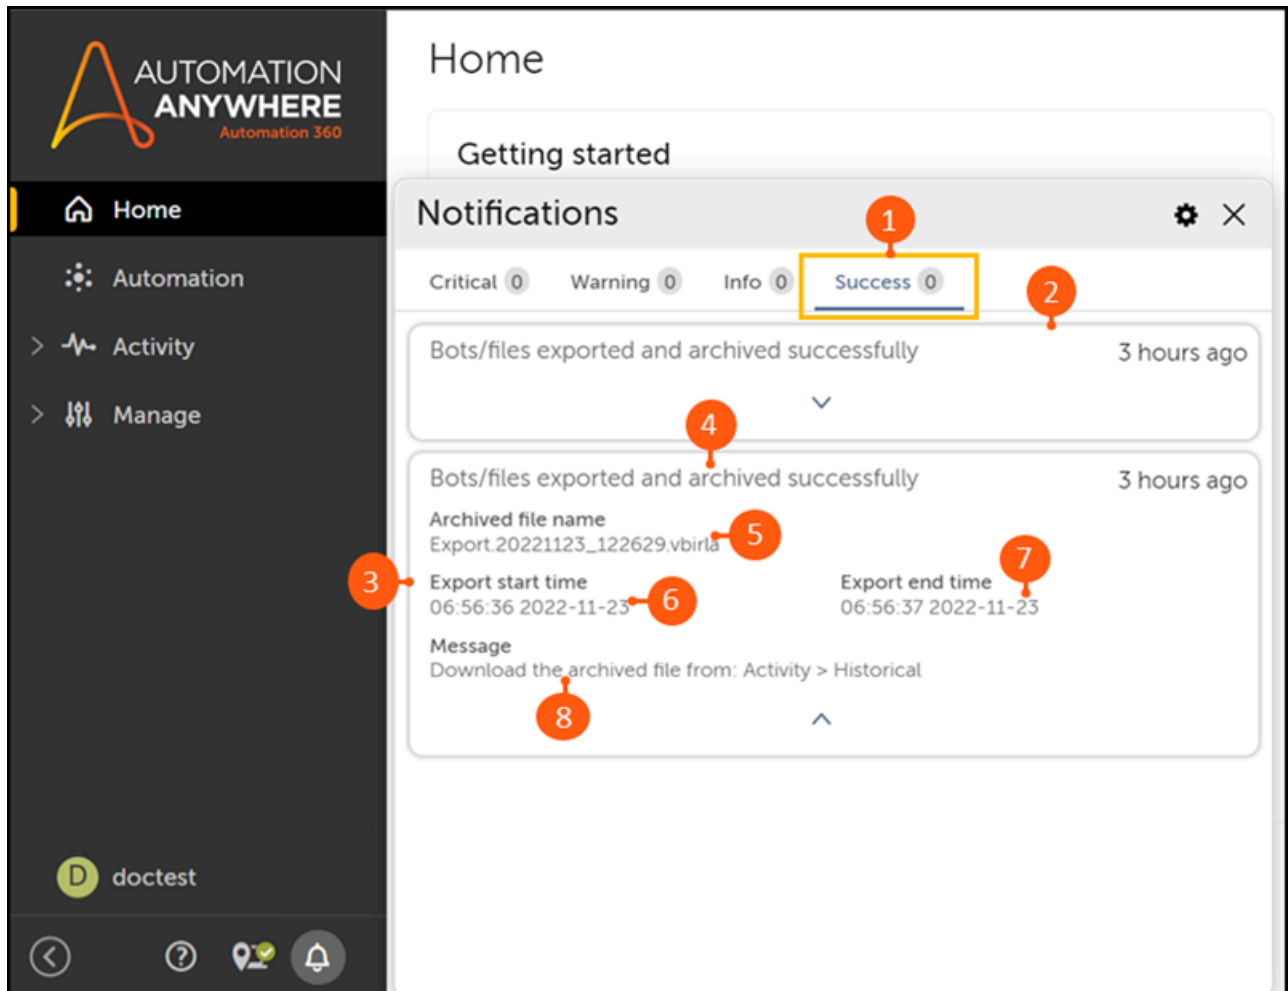 AUTOMATION
ANYWHERE
Automation 360
Home
Automation
Activity
Manage
D doctest
Home
Getting started
Notifications
1
Critical 0 Warning 0 Info 0 Success 0
2
Bots/files exported and archived successfully 3 hours ago
4
Bots/files exported and archived successfully 3 hours ago
Archived file name
Export.20221123_122629.vbirla
5
3
Export start time Export end time
7
06:56:36 2022-11-23 06:56:37 2022-11-23
6
Message
Download the archived file from: Activity > Historical
8